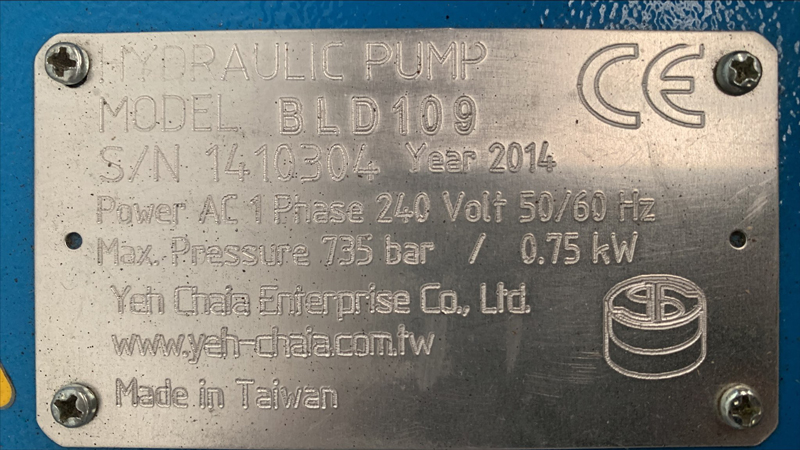 HYDRAULIC PUMP
CE
MODEL BLD109
S/N 1410304 Year 2014
Power AC 1 Phase 240 Volt 50/60 Hz
Max. Pressure 735 bar / 0.75 kW
Yeh Chaia Enterprise Co., Ltd.
www.yeh-chaia.com.tw
Made in Taiwan